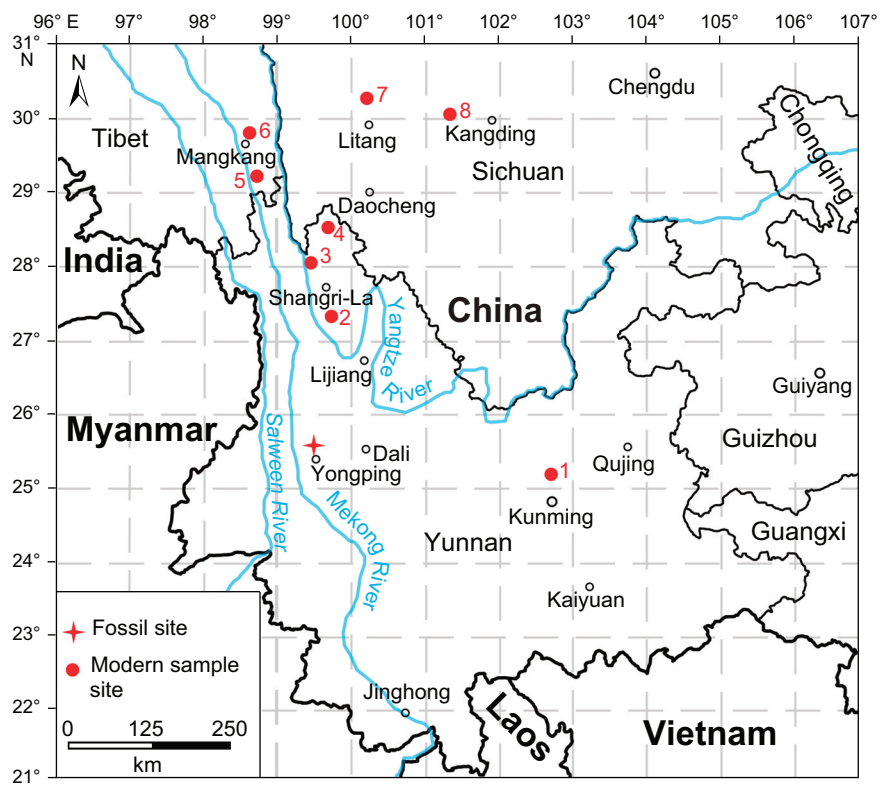 96° E 97° 98° 99° 100° 101° 102° 103° 104° 105° 106° 107°
31°
N
30°
29°
28°
27°
26°
25°
24°
23°
22°
21°
N
Chengdu
7
8
Chongqing
6
Tibet
Litang
Kangding
Mangkang
Sichuan
5
Daocheng
4
India
3
Shangri-La
China
2
Yangtze
River
Lijiang
Guiyang
Myanmar
Guizhou
Dali
Yongping
Qujing
1
Salween River
Mekong
River
Kunming
Guangxi
Yunnan
Kaiyuan
Jinghong
Laos
Vietnam
Fossil site
Modern sample
site
0 125 250
km